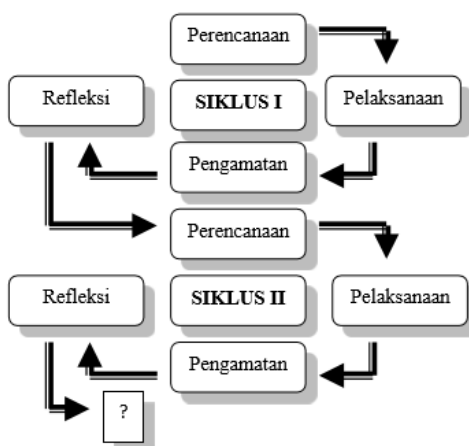 Perencanaan
Refleksi
SIKLUS I
Pelaksanaan
Pengamatan
Perencanaan
Refleksi
SIKLUS II
Pelaksanaan
Pengamatan
?